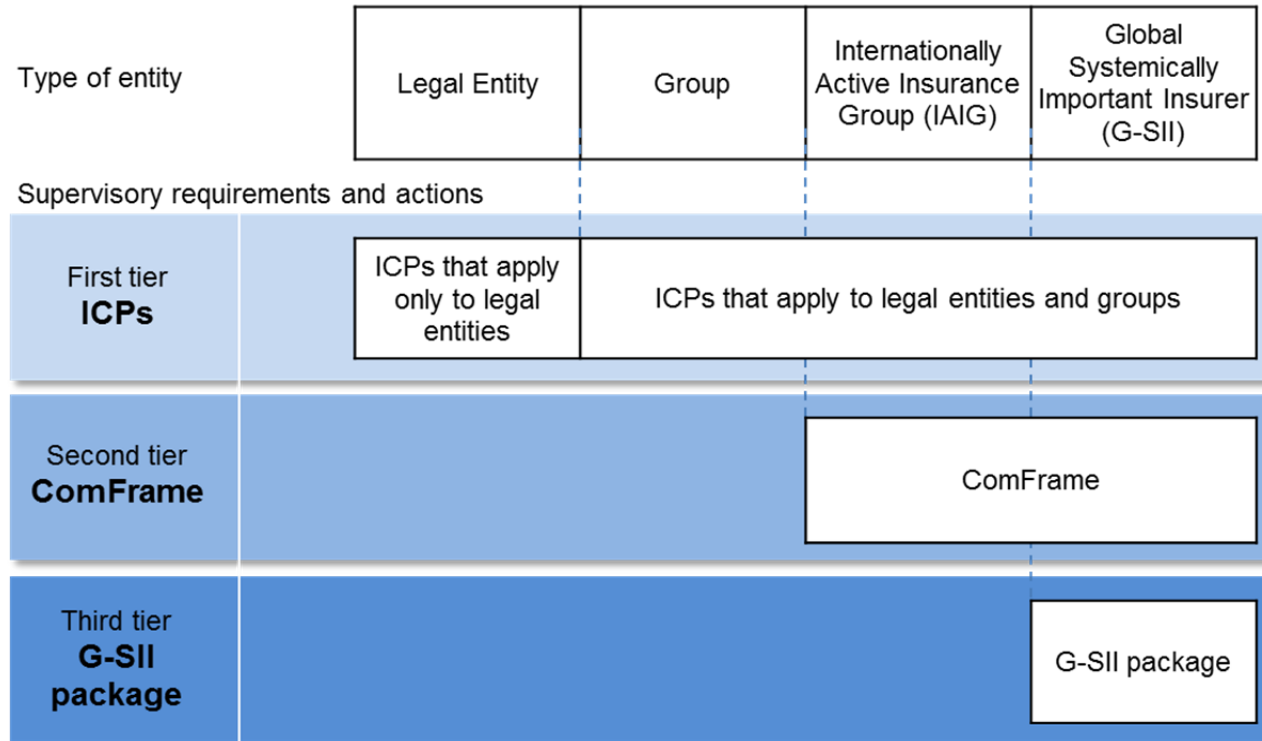 Type of entity
Legal Entity
Group
Internationally
Active Insurance
Group (IAIG)
Global
Systemically
Important Insurer
(G-SII)
Supervisory requirements and actions
First tier
ICPs
ICPs that apply
only to legal
entities
ICPs that apply to legal entities and groups
Second tier
ComFrame
ComFrame
Third tier
G-SII
package
G-SII package